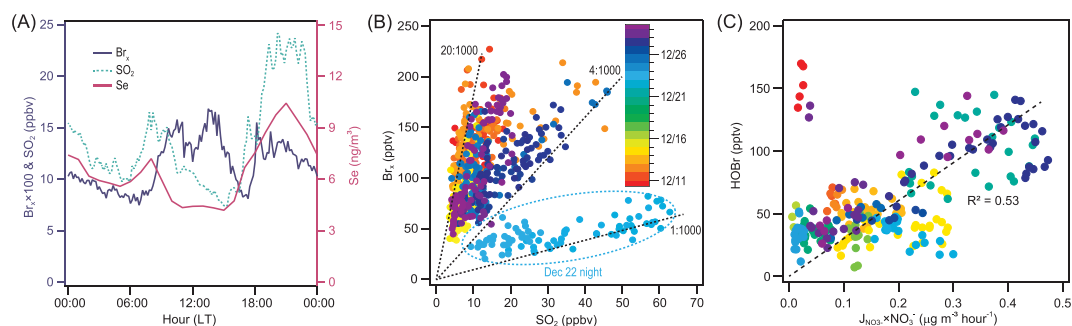 (A)
25
20
15
10
5
0
Brₓ×100 & SO₂ (ppbv)
Brₓ
SO₂
Se
15
12
9
6
3
0
Se (ng/m³)
00:00 06:00 12:00 18:00 00:00
Hour (LT)
(B)
250
200
150
100
50
0
Brₓ (pptv)
20:1000
4:1000
1:1000
12/26
12/21
12/16
12/11
Dec 22 night
0 10 20 30 40 50 60 70
SO₂ (ppbv)
(C)
200
150
100
50
0
HOBr (pptv)
R² = 0.53
0.0 0.1 0.2 0.3 0.4 0.5
J_NO3-×NO₃⁻ (μg m⁻³ hour⁻¹)